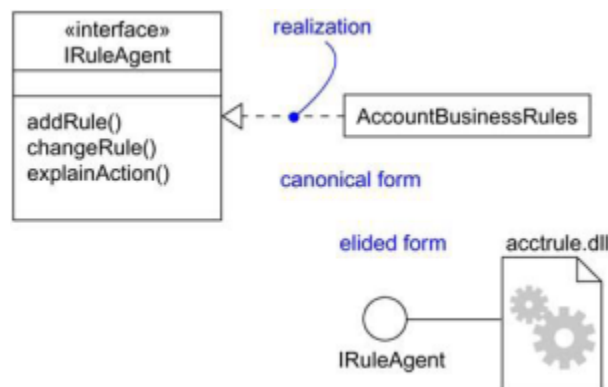 «interface»
IRuleAgent
realization
addRule()
changeRule()
explainAction()
AccountBusinessRules
canonical form
elided form
acctrule.dll
IRuleAgent